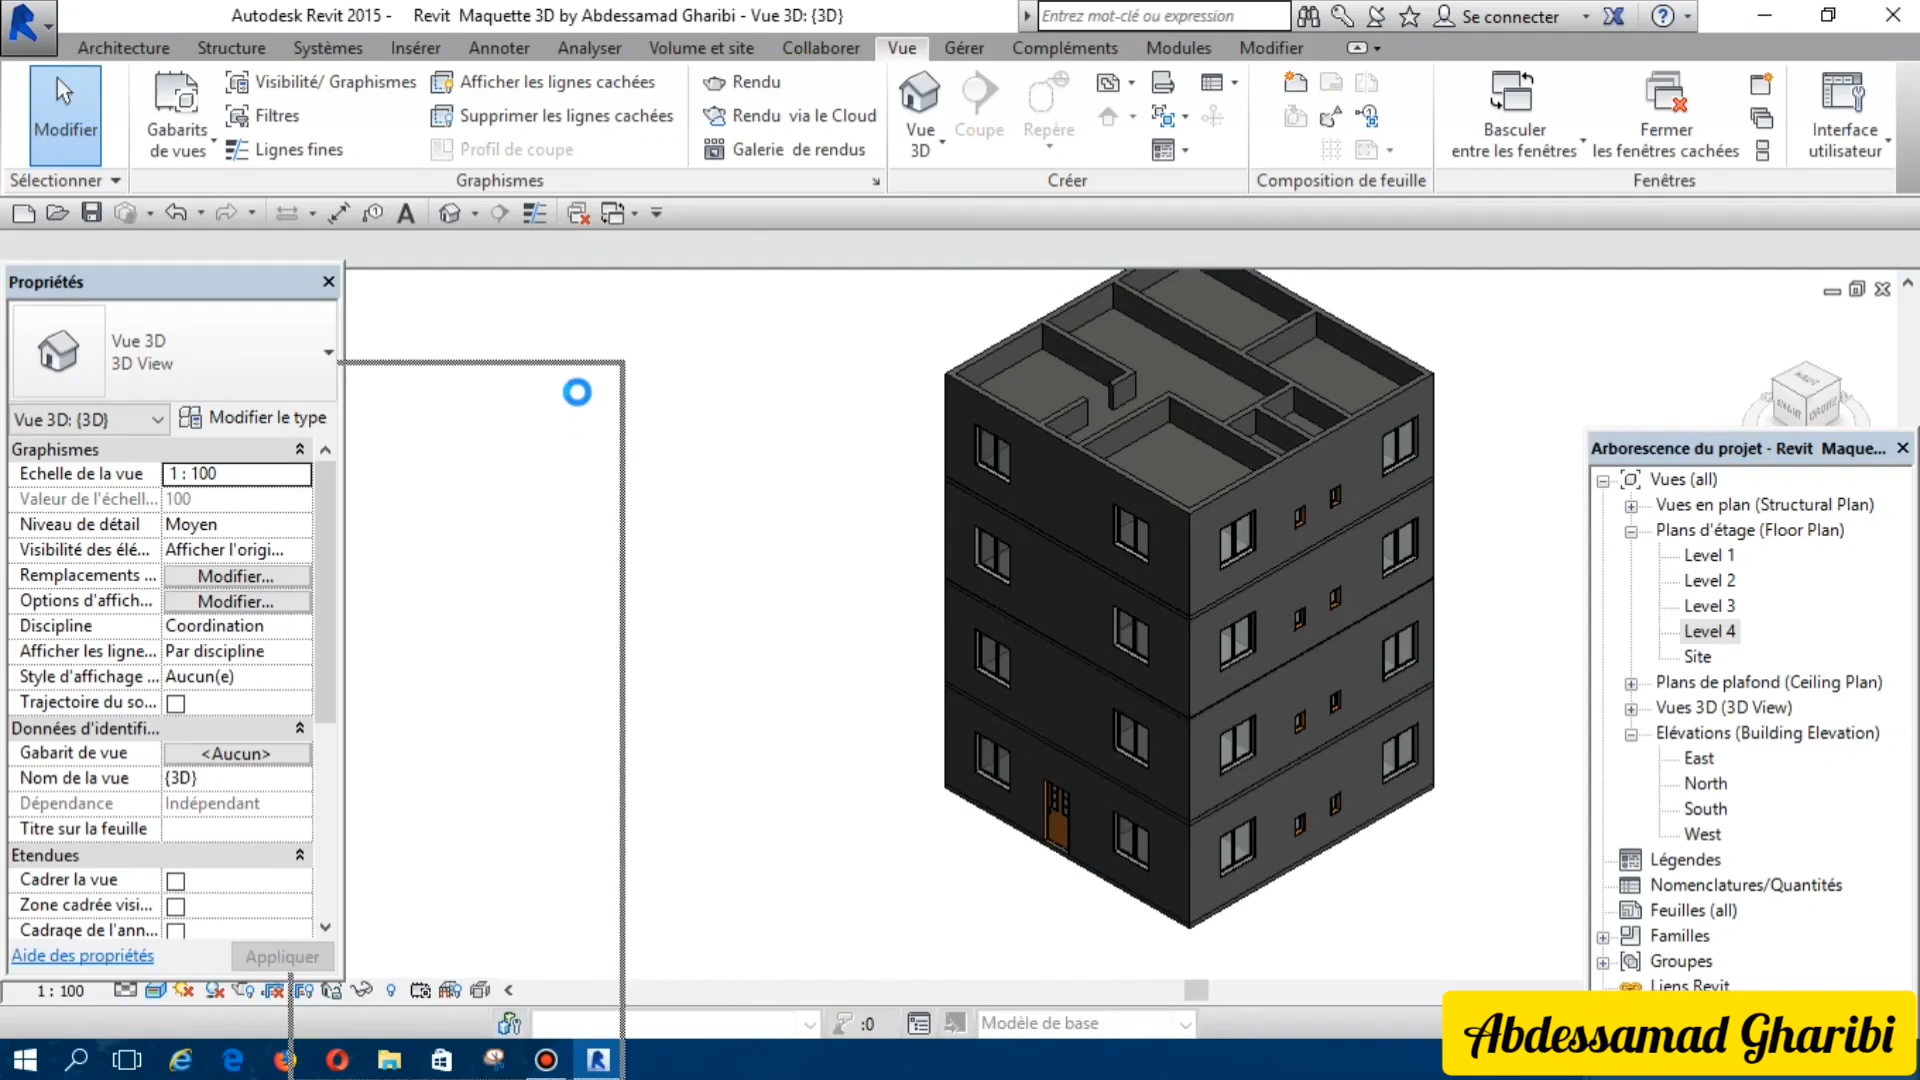 Autodesk Revit 2015 - Revit Maquette 3D by Abdessamad Gharibi - Vue 3D: {3D}
Entrez mot-clé ou expression
Se connecter
Architecture Structure Systèmes Insérer Annoter Analyser Volume et site Collaborer Vue Gérer Compléments Modules Modifier
Modifier
Sélectionner
Gabarits
de vues
Visibilité/ Graphismes
Filtres
Lignes fines
Afficher les lignes cachées
Supprimer les lignes cachées
Profil de coupe
Graphismes
Rendu
Rendu via le Cloud
Galerie de rendus
Vue
3D
Coupe
Repère
Créer
Composition de feuille
Basculer
entre les fenêtres
Fermer
les fenêtres cachées
Fenêtres
Interface
utilisateur
A
Propriétés
Vue 3D
3D View
Vue 3D: {3D}
Modifier le type
Graphismes
Echelle de la vue 1 : 100
Valeur de l'échell... 100
Niveau de détail Moyen
Visibilité des élé... Afficher l'origi...
Remplacements ... Modifier...
Options d'affich... Modifier...
Discipline Coordination
Afficher les ligne... Par discipline
Style d'affichage ... Aucun(e)
Trajectoire du so...
Données d'identifi...
Gabarit de vue <Aucun>
Nom de la vue {3D}
Dépendance Indépendant
Titre sur la feuille
Etendues
Cadrer la vue
Zone cadrée visi...
Cadrage de l'ann...
Aide des propriétés
Appliquer
HAUT
DROITE
Arborescence du projet - Revit Maque...
Vues (all)
Vues en plan (Structural Plan)
Plans d'étage (Floor Plan)
Level 1
Level 2
Level 3
Level 4
Site
Plans de plafond (Ceiling Plan)
Vues 3D (3D View)
Elévations (Building Elevation)
East
North
South
West
Légendes
Nomenclatures/Quantités
Feuilles (all)
Familles
Groupes
Liens Revit
1 : 100
:0
Modèle de base
Abdessamad Gharibi